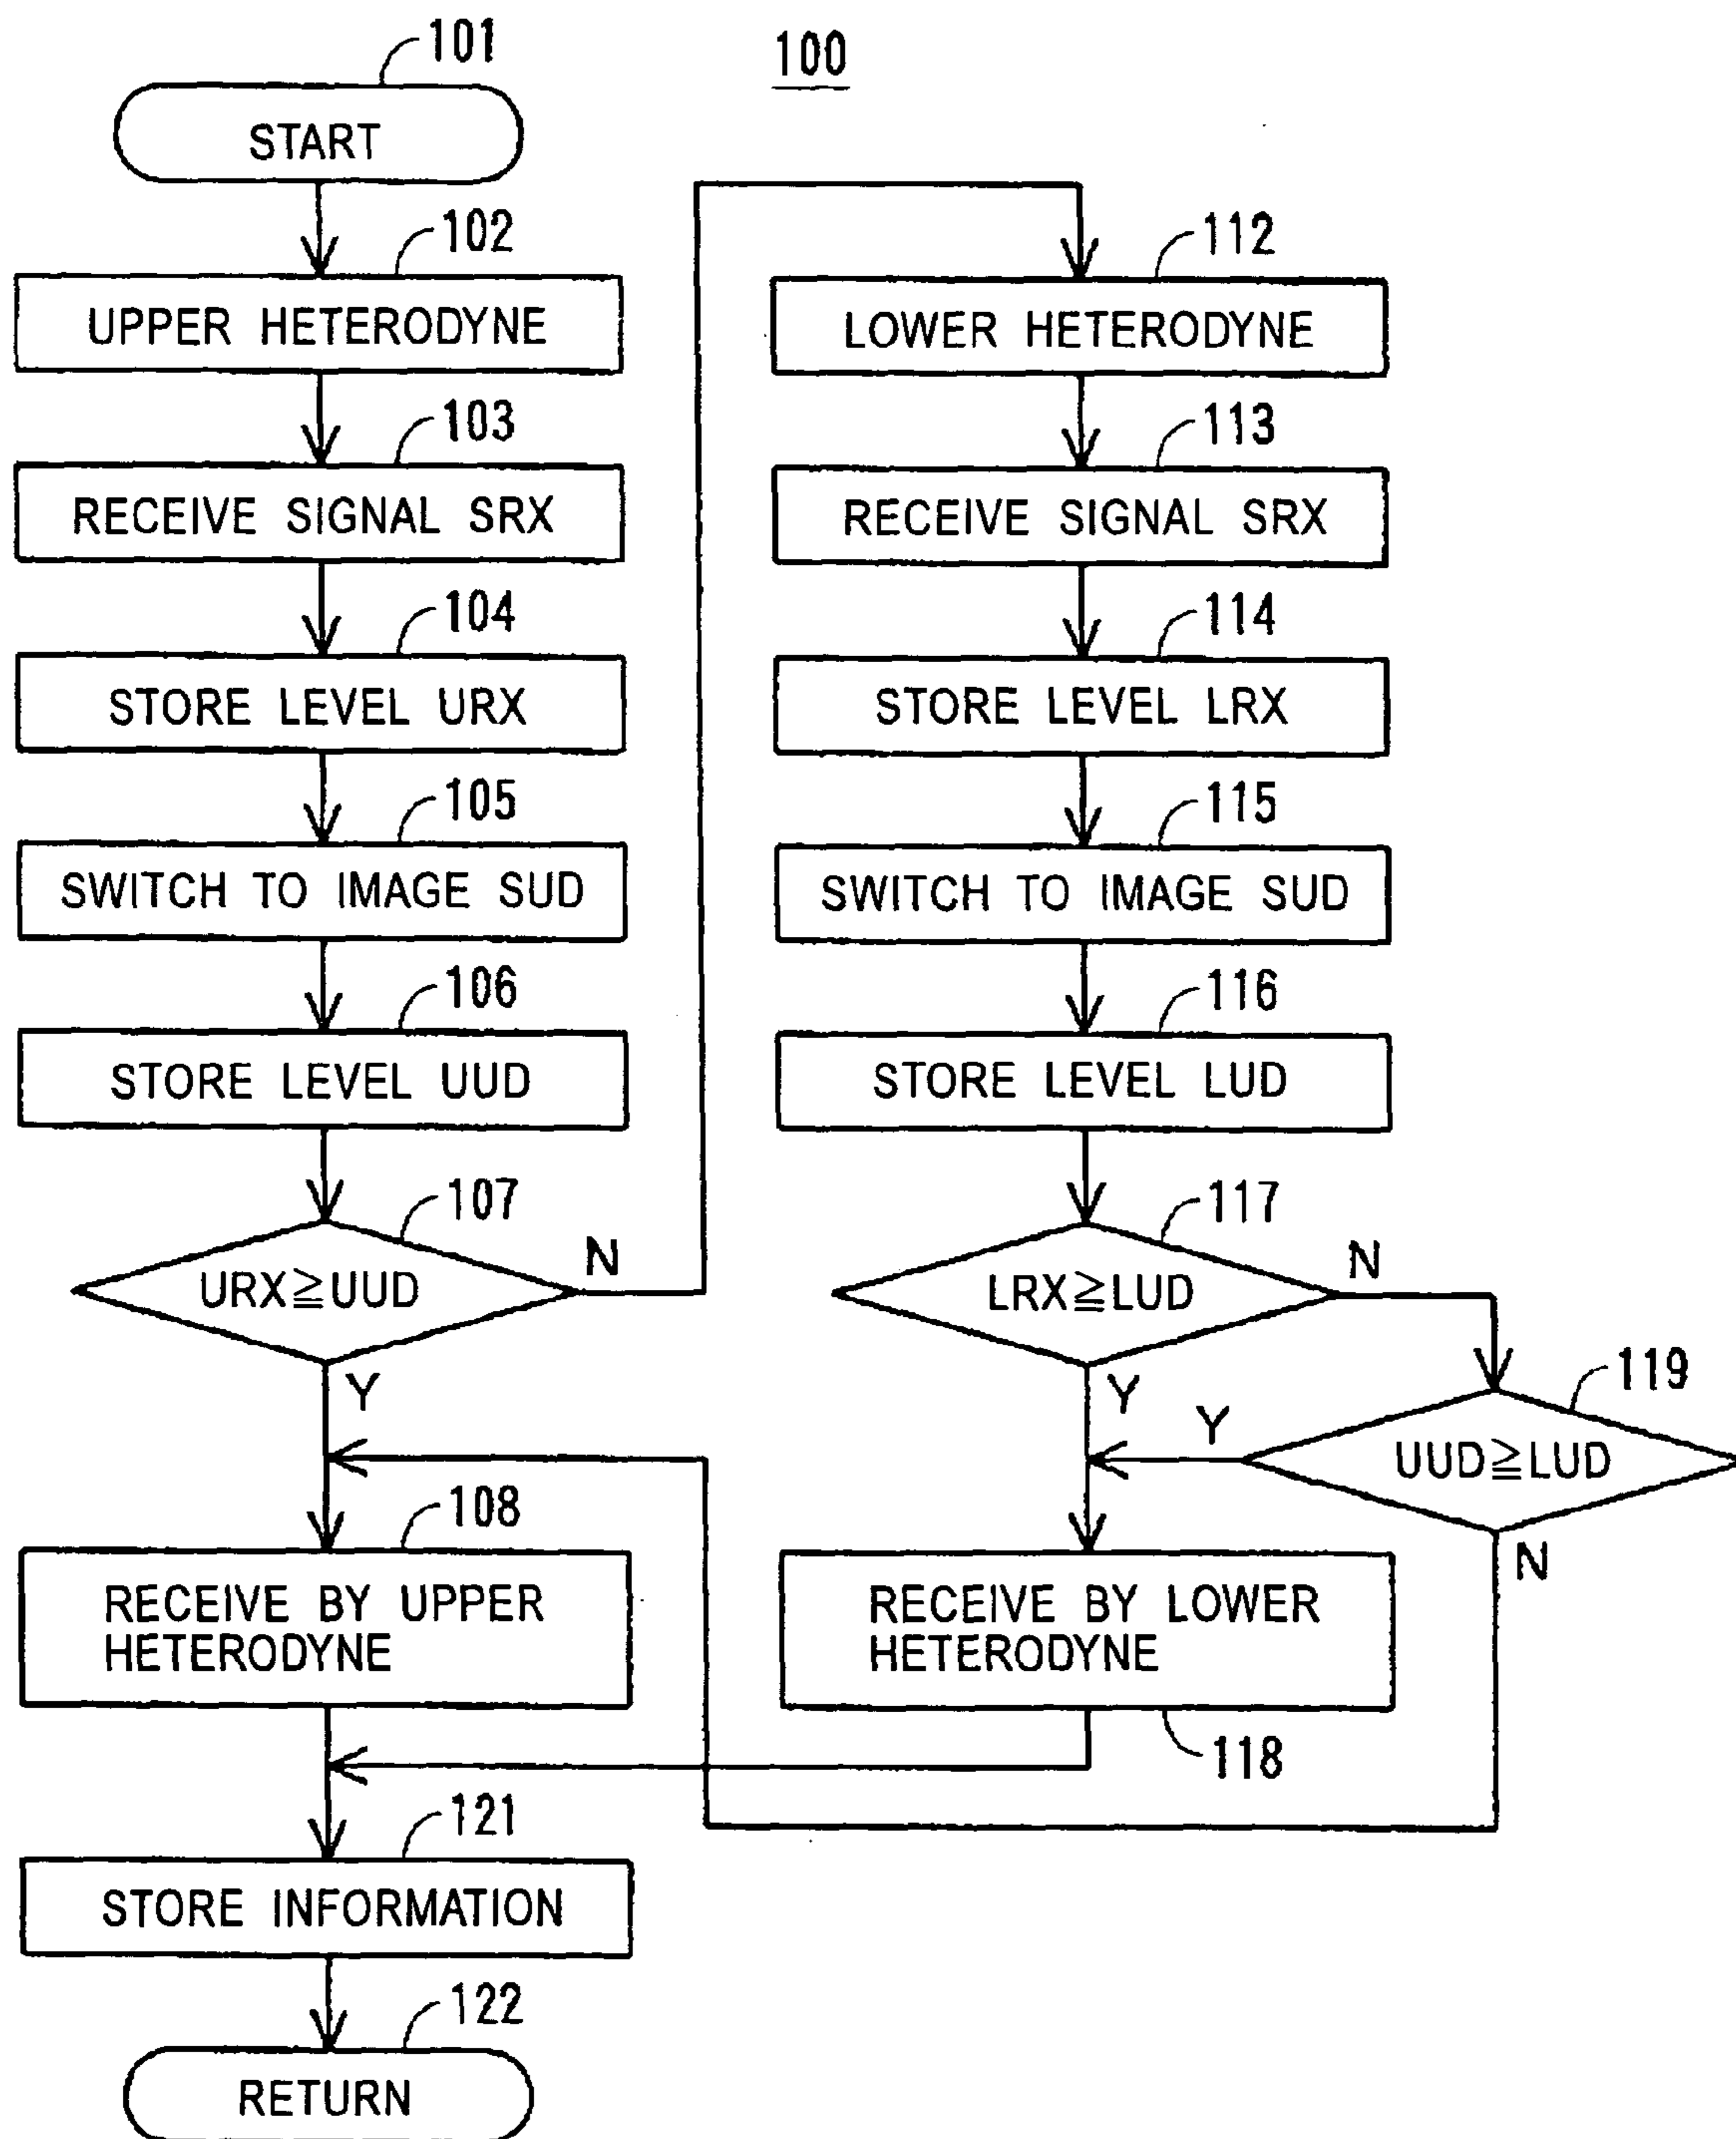 100
101
START
102
UPPER HETERODYNE
103
RECEIVE SIGNAL SRX
104
STORE LEVEL URX
105
SWITCH TO IMAGE SUD
106
STORE LEVEL UUD
107
URX≧UUD
N
Y
108
RECEIVE BY UPPER
HETERODYNE
112
LOWER HETERODYNE
113
RECEIVE SIGNAL SRX
114
STORE LEVEL LRX
115
SWITCH TO IMAGE SUD
116
STORE LEVEL LUD
117
LRX≧LUD
N
Y
119
UUD≧LUD
Y
N
RECEIVE BY LOWER
HETERODYNE
118
121
STORE INFORMATION
122
RETURN